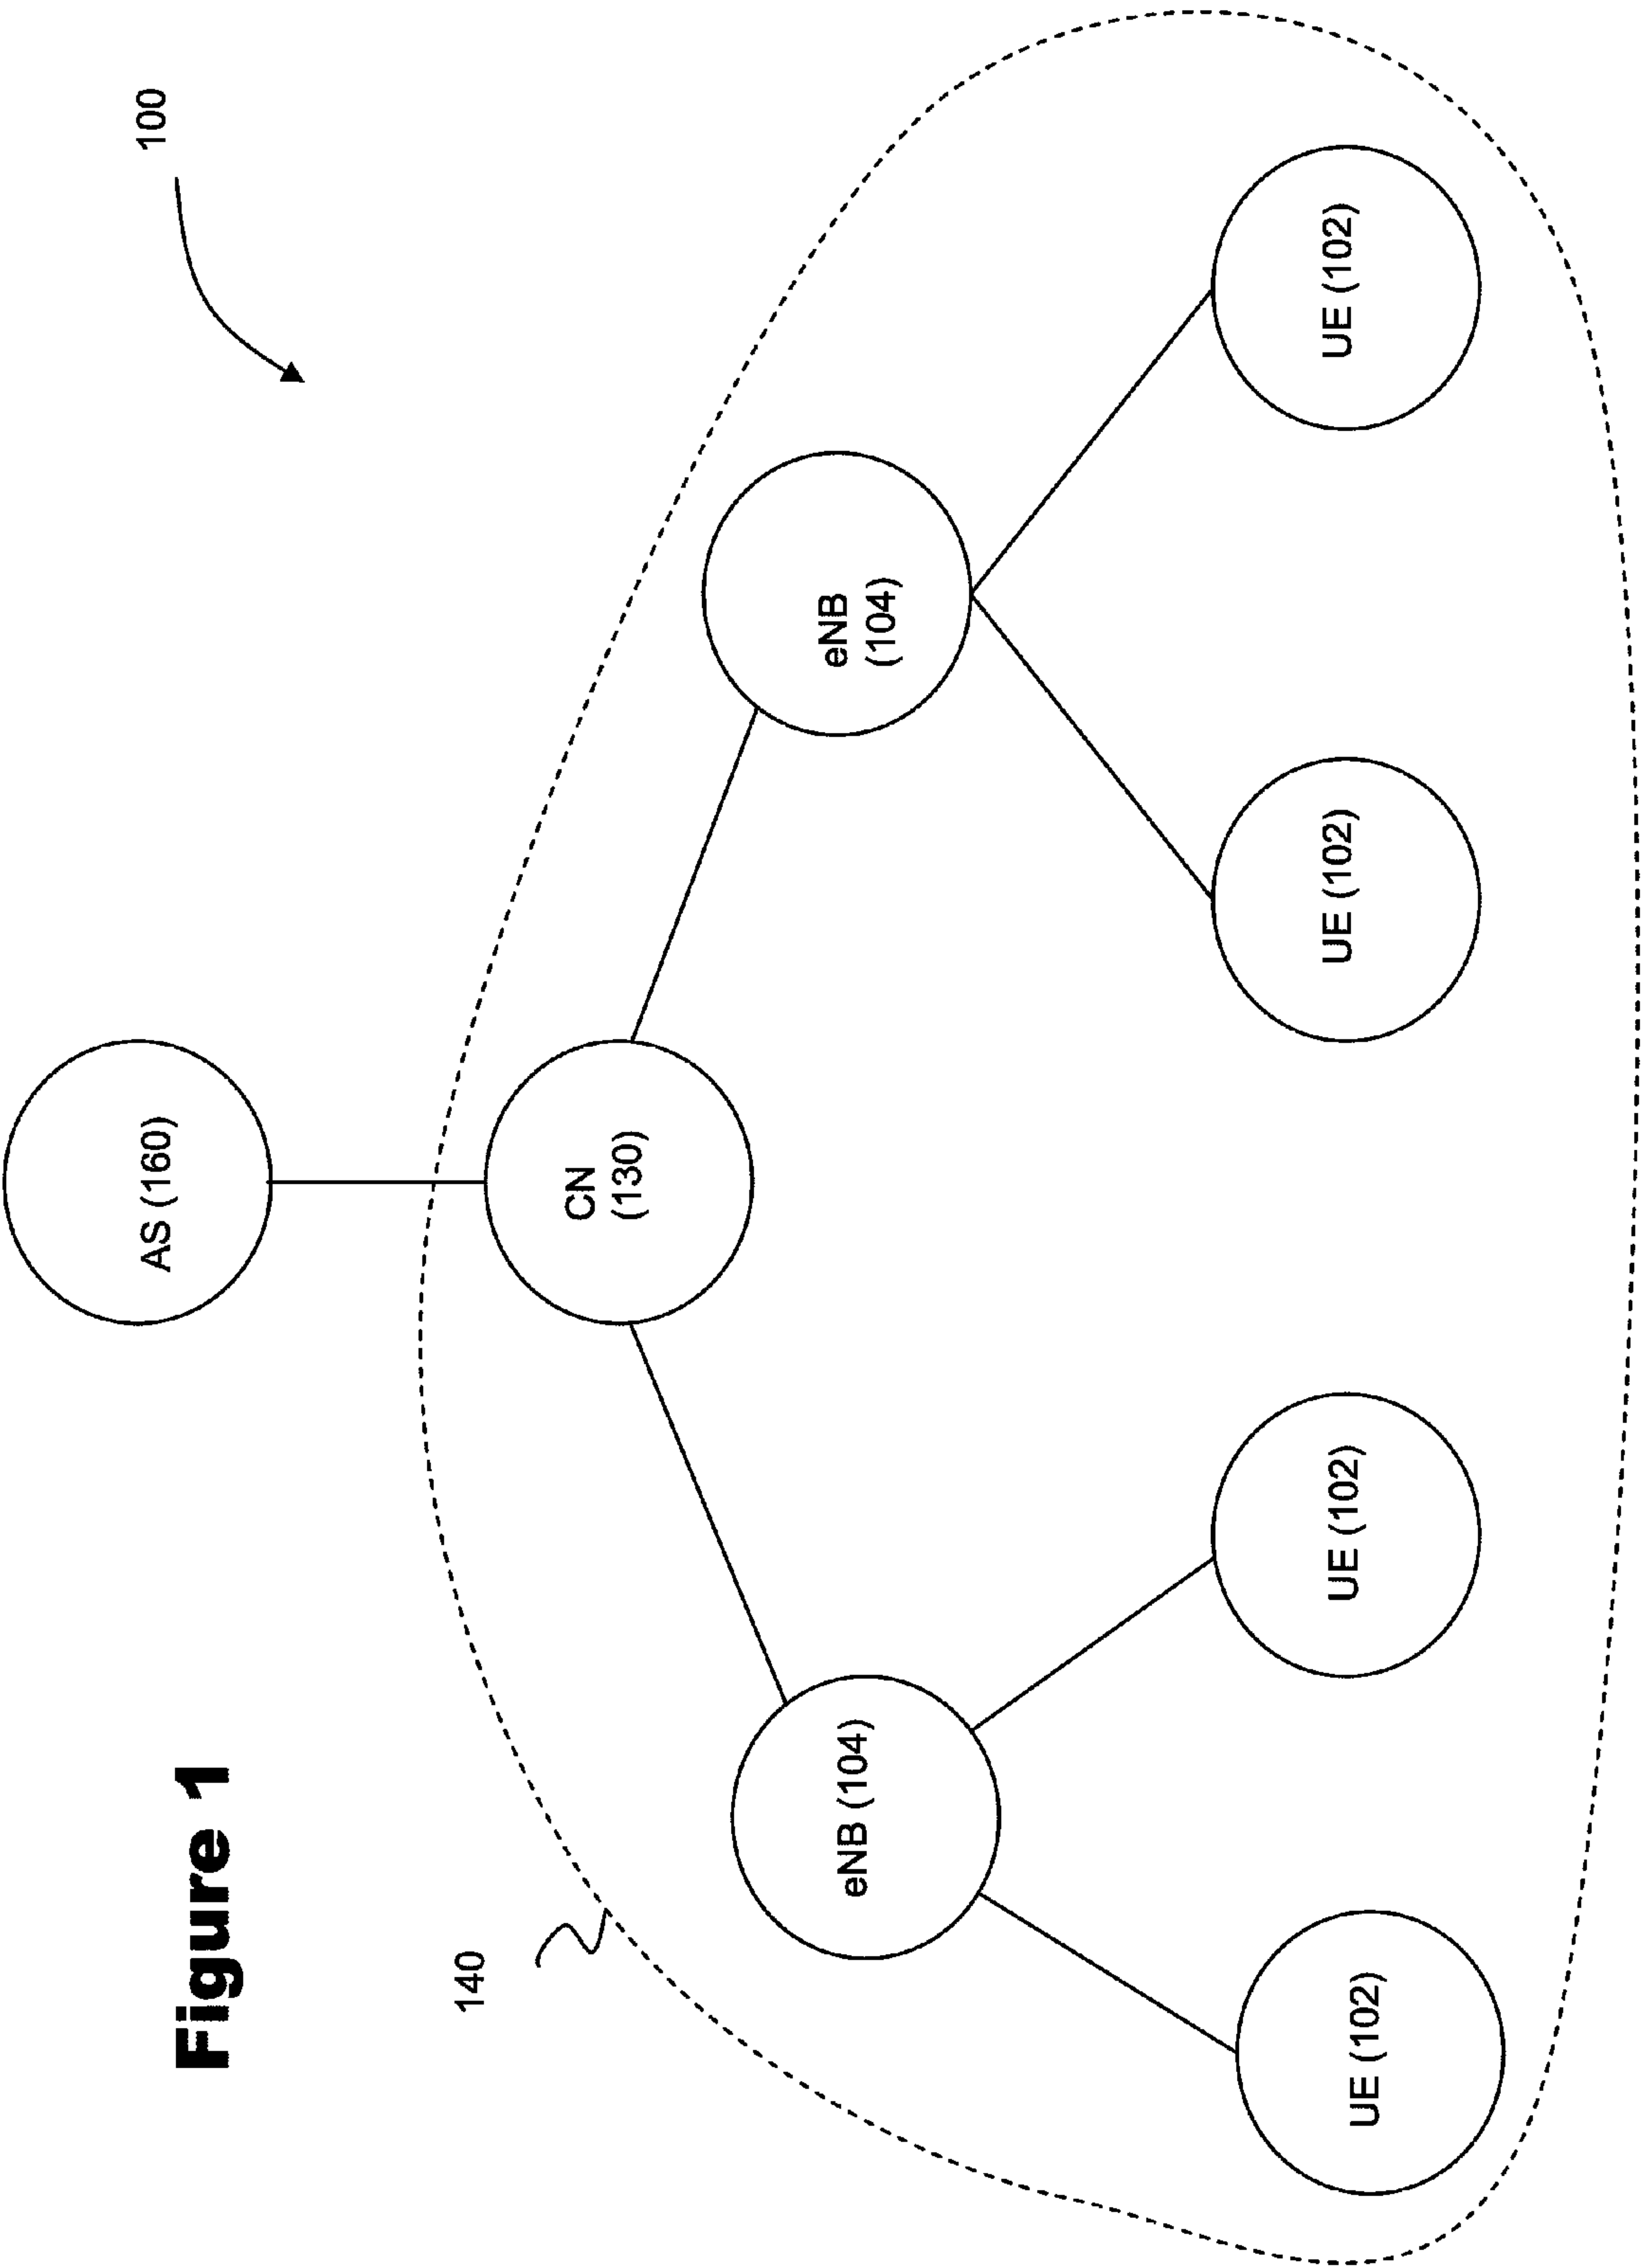 Figure 1
100
AS (160)
140
CN
(130)
eNB (104)
eNB
(104)
UE (102)
UE (102)
UE (102)
UE (102)